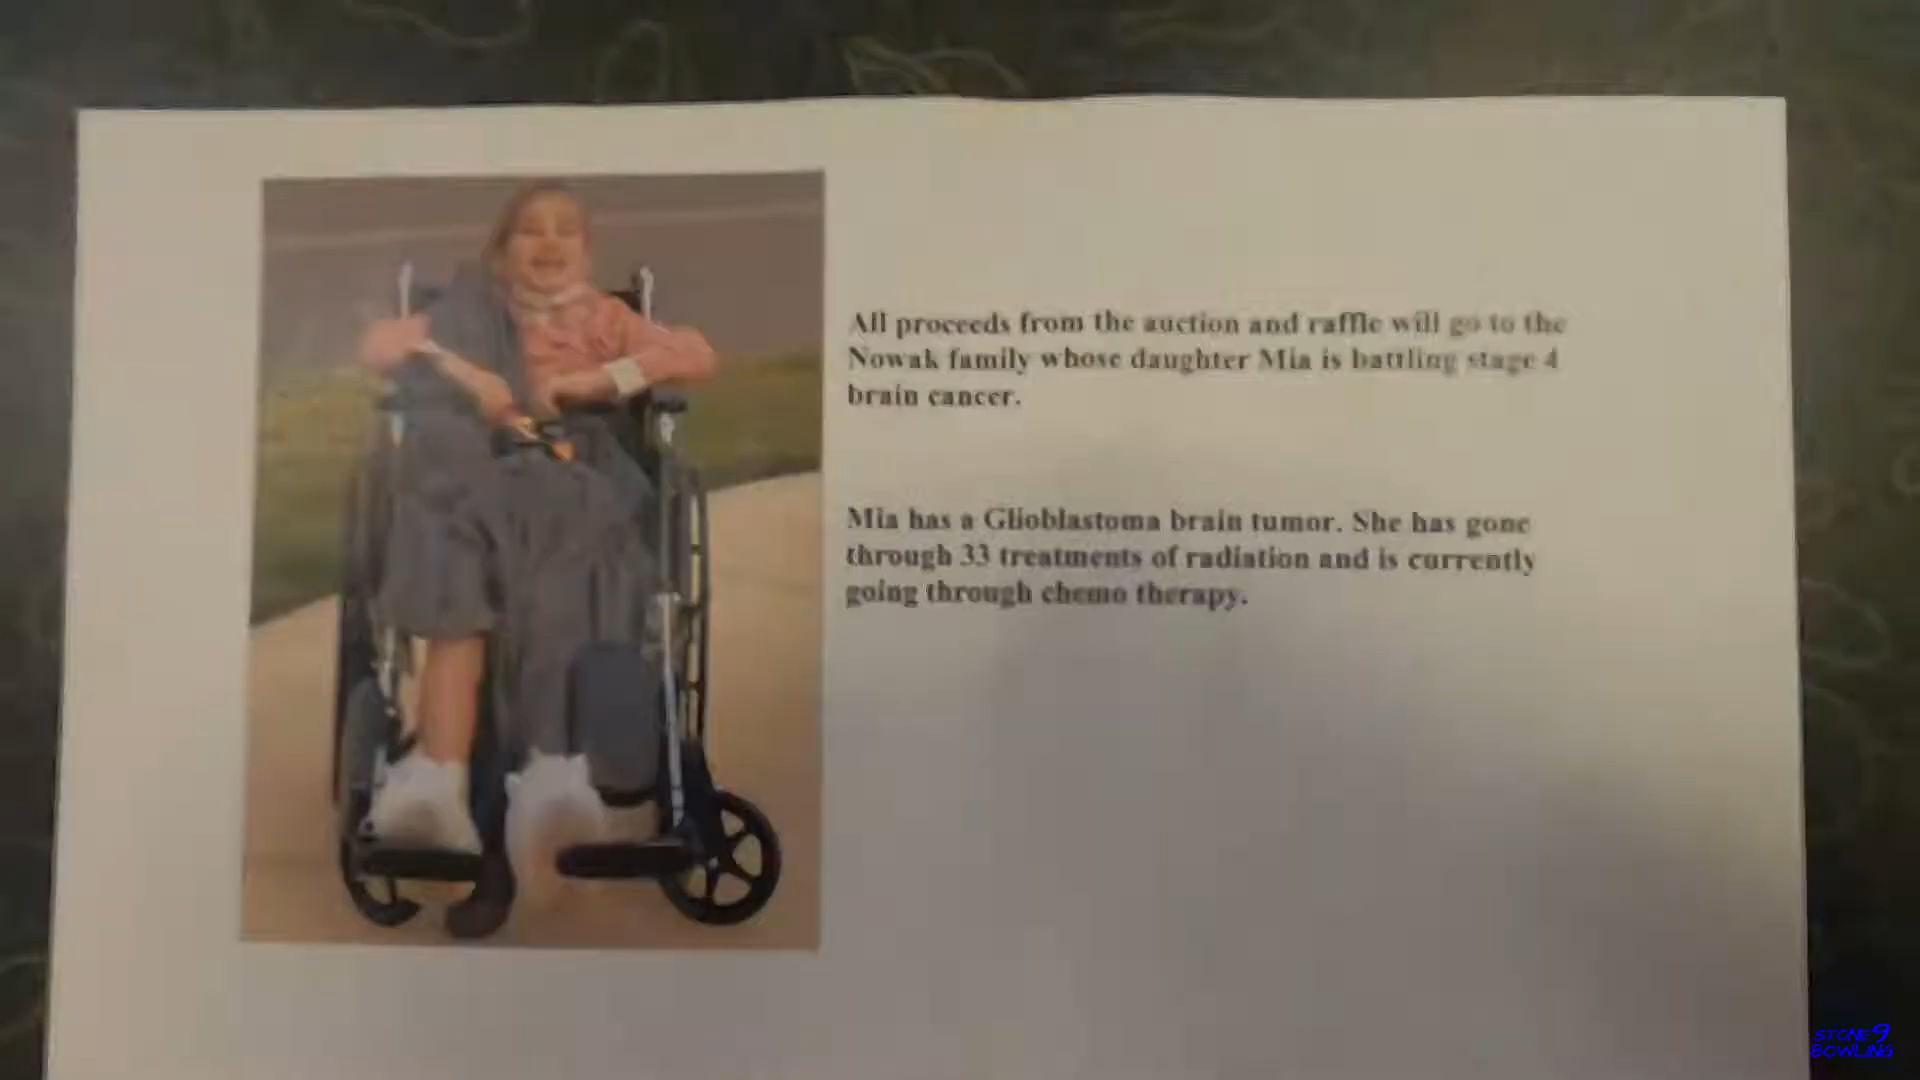 All proceeds from the auction and raffle will go to the
Nowak family whose daughter Mia is battling stage 4
brain cancer.
Mia has a Glioblastoma brain tumor. She has gone
through 33 treatments of radiation and is currently
going through chemo therapy.
STONE 9
BOWLING